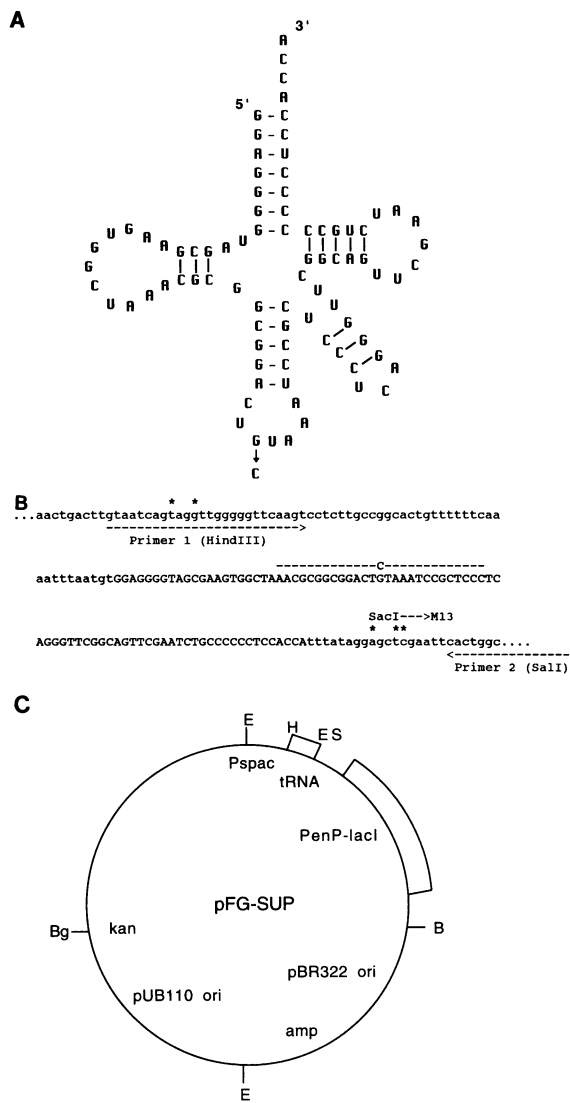 A
3'
A
C
C
5' A
G - C
G - C
A - U
G - C
G - C
G - C
G - C
C C G U C
U A A G C U U
G G C A G
U A G C G A A G U G G C U A A A C G C G
G - C
C - G
G - C
G - C
A - U
C A
U A
G U A A
C
C U U G G G A C U C C C U
B
* *
...aactgacttgtaatcagtaggttgggggttcaagtcctcttgccggcactgttttttcaa
------------------------------>
Primer 1 (HindIII)
---------------C---------------
aatttaatgtGGAGGGGTAGCGAAGTGGCTAAACGCGGCGGACTGTAAATCCGCTCCCTC
SacI--->M13
* **
AGGGTTCGGCAGTTCGAATCTGCCCCCCTCCACCAtttataggagctcgaattcactggc....
<-----------------
Primer 2 (SalI)
C
E
H
E S
Pspac
tRNA
PenP-lacI
pFG-SUP
kan
Bg
B
pBR322 ori
pUB110 ori
amp
E